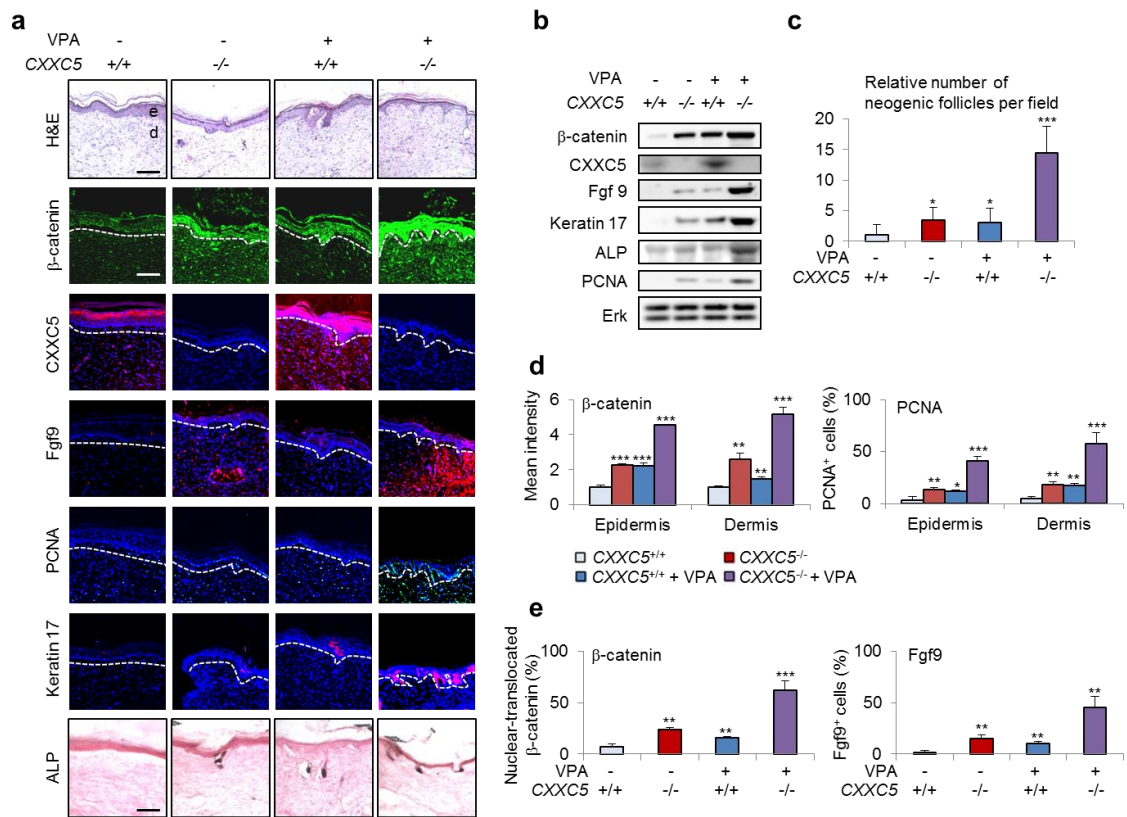 a
VPA - - + +
CXXC5 +/+ -/- +/+ -/-
H&E
e
d
β-catenin
CXXC5
Fgf9
PCNA
Keratin 17
ALP
b
VPA - - + +
CXXC5 +/+ -/- +/+ -/-
β-catenin
CXXC5
Fgf 9
Keratin 17
ALP
PCNA
Erk
c
Relative number of
neogenic follicles per field
20
15
10
5
0
* * ***
VPA - - + +
CXXC5 +/+ -/- +/+ -/-
d
β-catenin
Mean intensity
6
4
2
0
*** *** *** ** ** ***
Epidermis Dermis
PCNA
PCNA+ cells (%)
100
50
0
** * *** ** ** ***
Epidermis Dermis
CXXC5+/+ CXXC5-/-
CXXC5+/+ + VPA CXXC5-/- + VPA
e
β-catenin
Nuclear-translocated
β-catenin (%)
100
50
0
** ** ***
VPA - - + +
CXXC5 +/+ -/- +/+ -/-
Fgf9
Fgf9+ cells (%)
100
50
0
** ** **
- - + +
+/+ -/- +/+ -/-